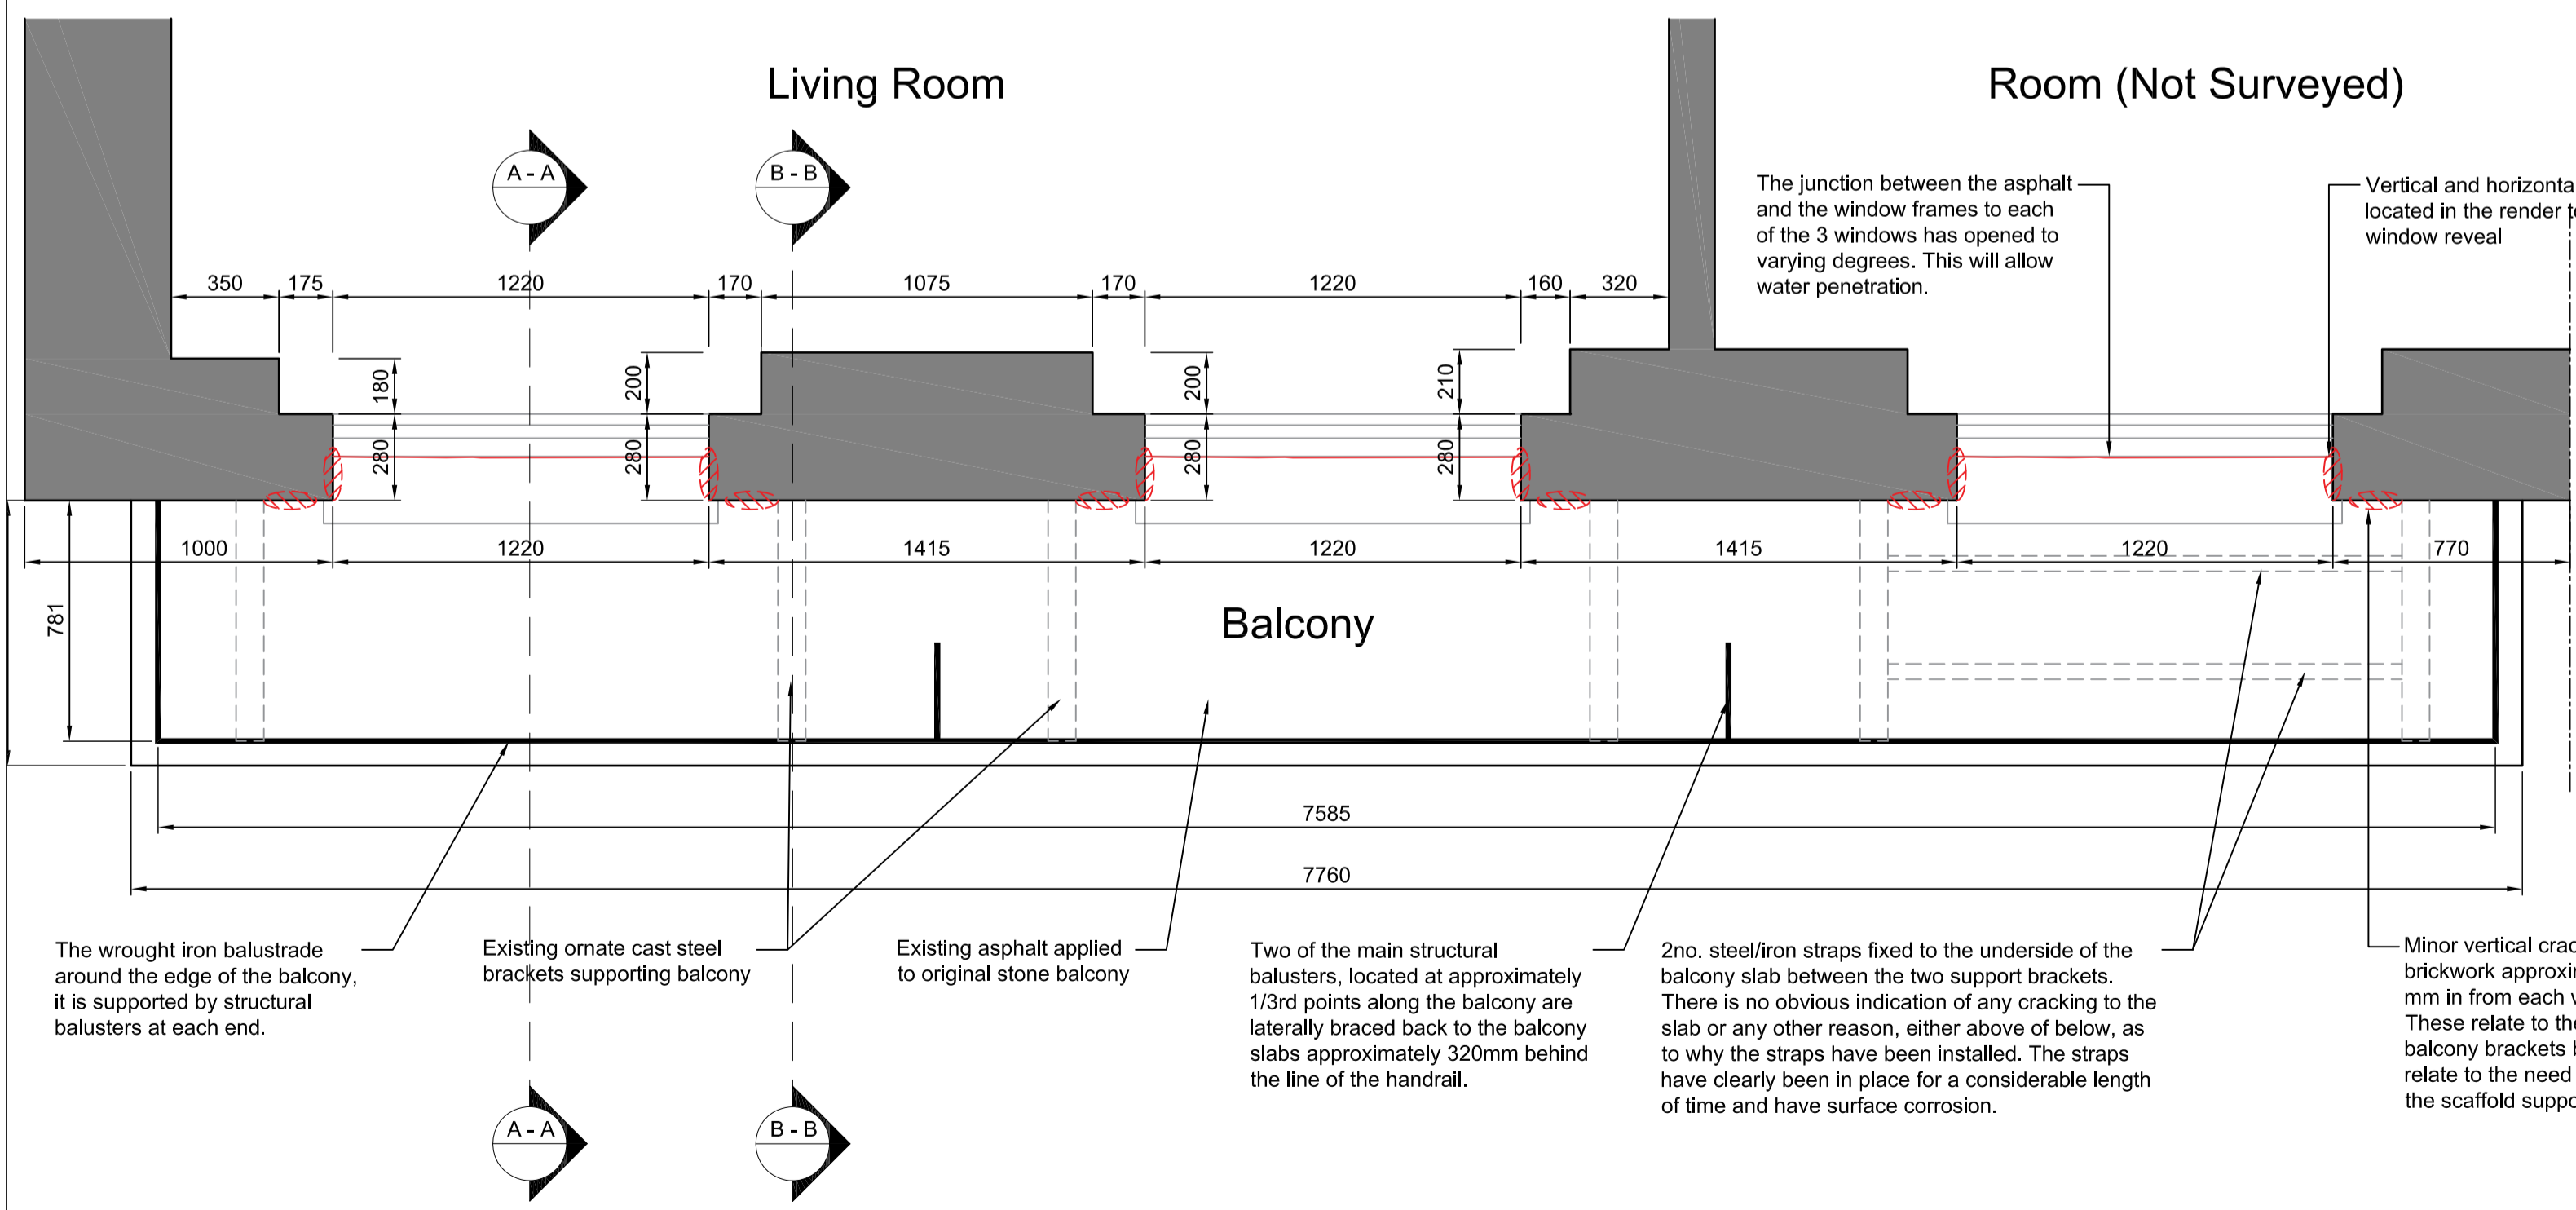 Living Room
Room (Not Surveyed)
A - A
B - B
The junction between the asphalt
and the window frames to each
of the 3 windows has opened to
varying degrees. This will allow
water penetration.
Vertical and horizonta
located in the render t
window reveal
350
175
1220
170
1075
170
1220
160
320
180
200
200
210
280
280
280
280
1000
1220
1415
1220
1415
1220
770
781
Balcony
7585
7760
The wrought iron balustrade
around the edge of the balcony,
it is supported by structural
balusters at each end.
Existing ornate cast steel
brackets supporting balcony
Existing asphalt applied
to original stone balcony
Two of the main structural
balusters, located at approximately
1/3rd points along the balcony are
laterally braced back to the balcony
slabs approximately 320mm behind
the line of the handrail.
2no. steel/iron straps fixed to the underside of the
balcony slab between the two support brackets.
There is no obvious indication of any cracking to the
slab or any other reason, either above of below, as
to why the straps have been installed. The straps
have clearly been in place for a considerable length
of time and have surface corrosion.
Minor vertical crac
brickwork approxi
mm in from each
These relate to the
balcony brackets
relate to the need
the scaffold suppo
A - A
B - B